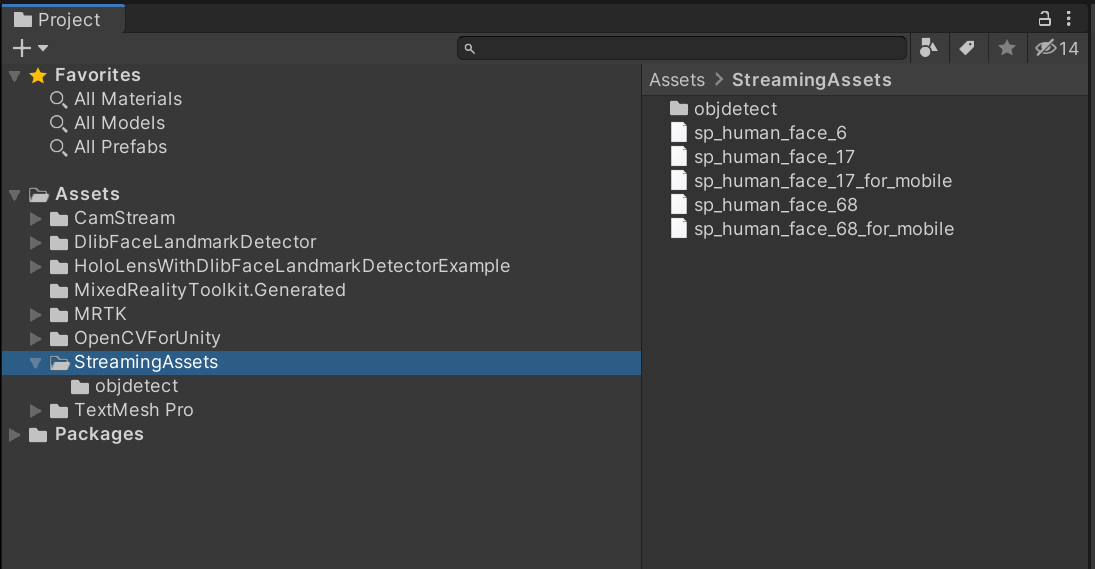 Project
14
Favorites
All Materials
All Models
All Prefabs
Assets
CamStream
DlibFaceLandmarkDetector
HoloLensWithDlibFaceLandmarkDetectorExample
MixedRealityToolkit.Generated
MRTK
OpenCVForUnity
StreamingAssets
objdetect
TextMesh Pro
Packages
Assets > StreamingAssets
objdetect
sp_human_face_6
sp_human_face_17
sp_human_face_17_for_mobile
sp_human_face_68
sp_human_face_68_for_mobile